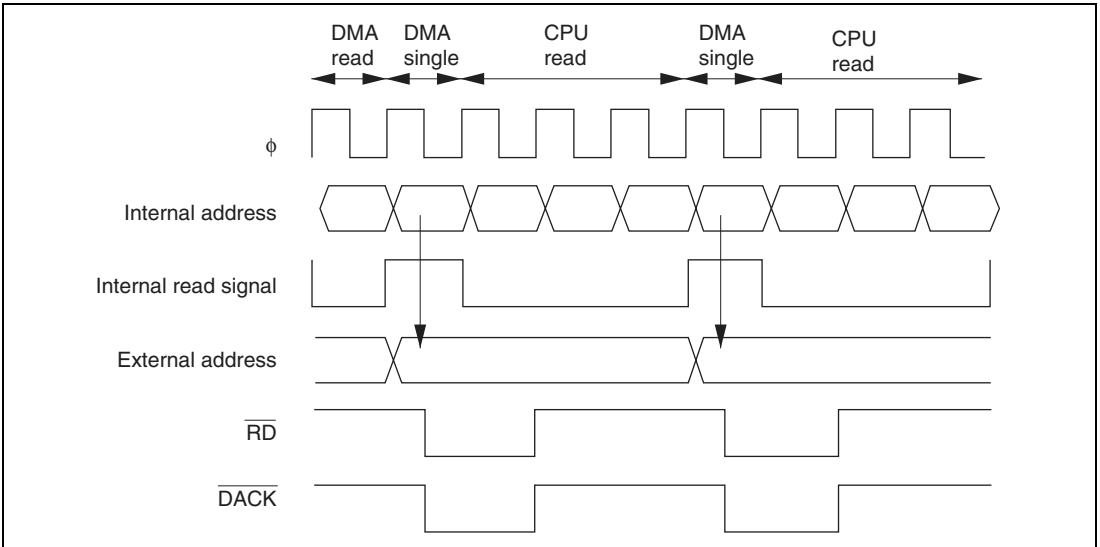 DMA read
DMA single
CPU read
DMA single
CPU read
φ
Internal address
Internal read signal
External address
RD
DACK